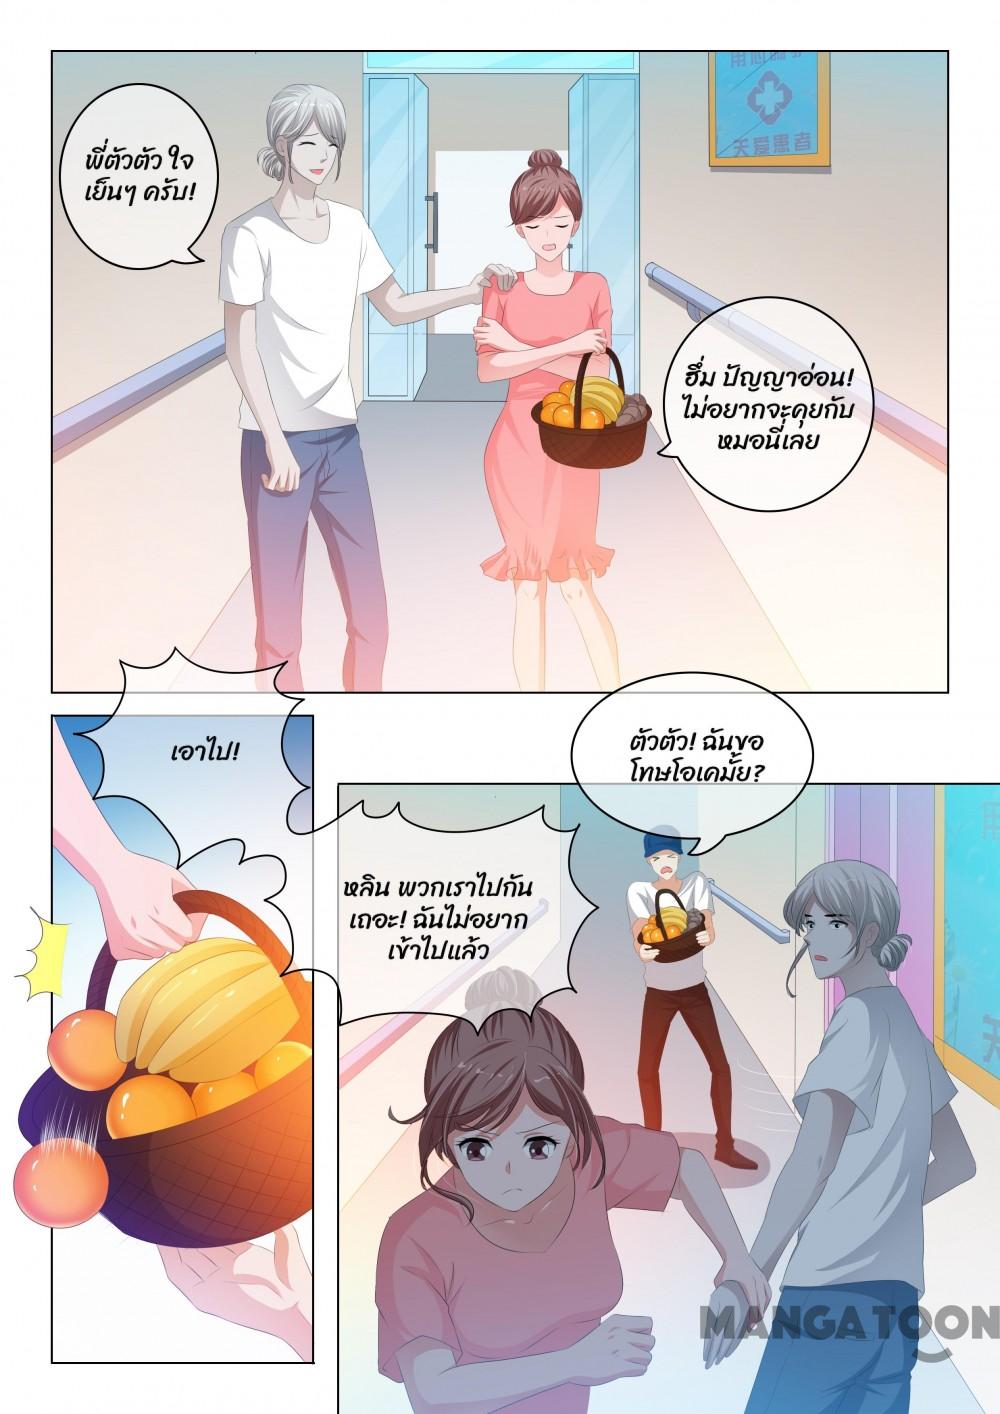 พี่ตัวตัว ใจ
เย็นๆ ครับ!
天爱患者
ฮึ่ม ปัญญาอ่อน!
ไม่อยากจะคุยกับ
หมอนี่เลย
เอาไป!
ตัวตัว! ฉันขอ
โทษโอเคมั้ย?
หลิน พวกเราไปกัน
เถอะ! ฉันไม่อยาก
เข้าไปแล้ว
MANGATOON